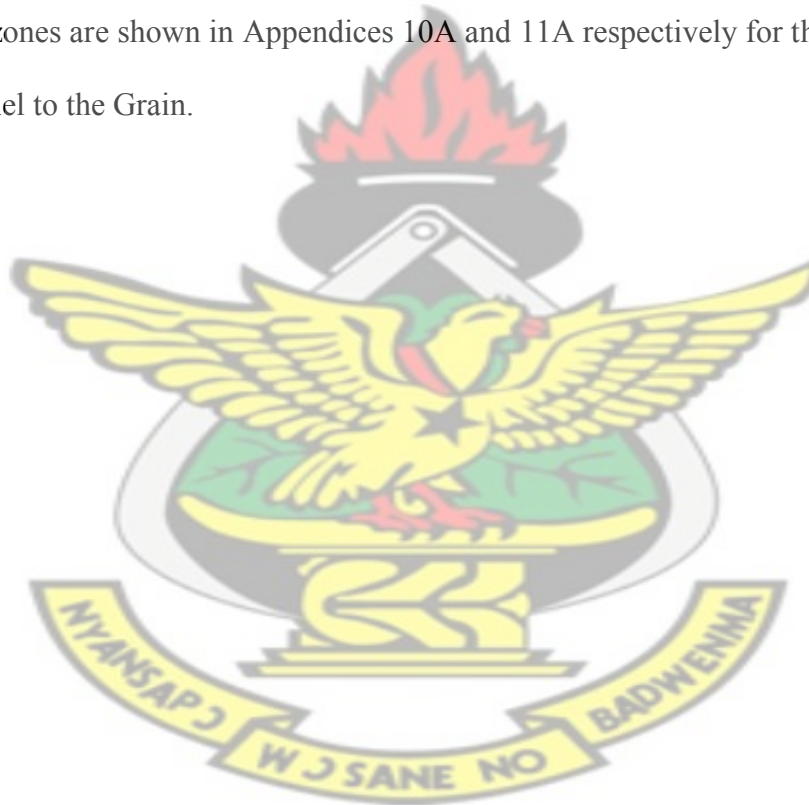 zones are shown in Appendices 10A and 11A respectively for th
el to the Grain.
NYANSAPƆ
WƆSANE NO
BADWENMA